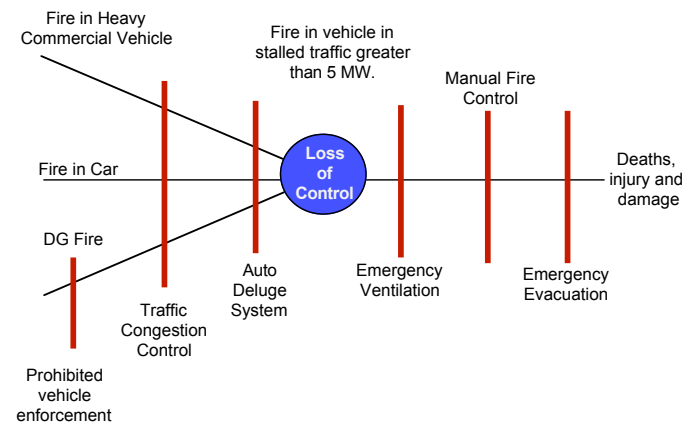 Fire in Heavy
Commercial Vehicle
Fire in vehicle in
stalled traffic greater
than 5 MW.
Manual Fire
Control
Loss
of
Control
Fire in Car
Deaths,
injury and
damage
DG Fire
Auto
Deluge
System
Emergency
Ventilation
Emergency
Evacuation
Traffic
Congestion
Control
Prohibited
vehicle
enforcement